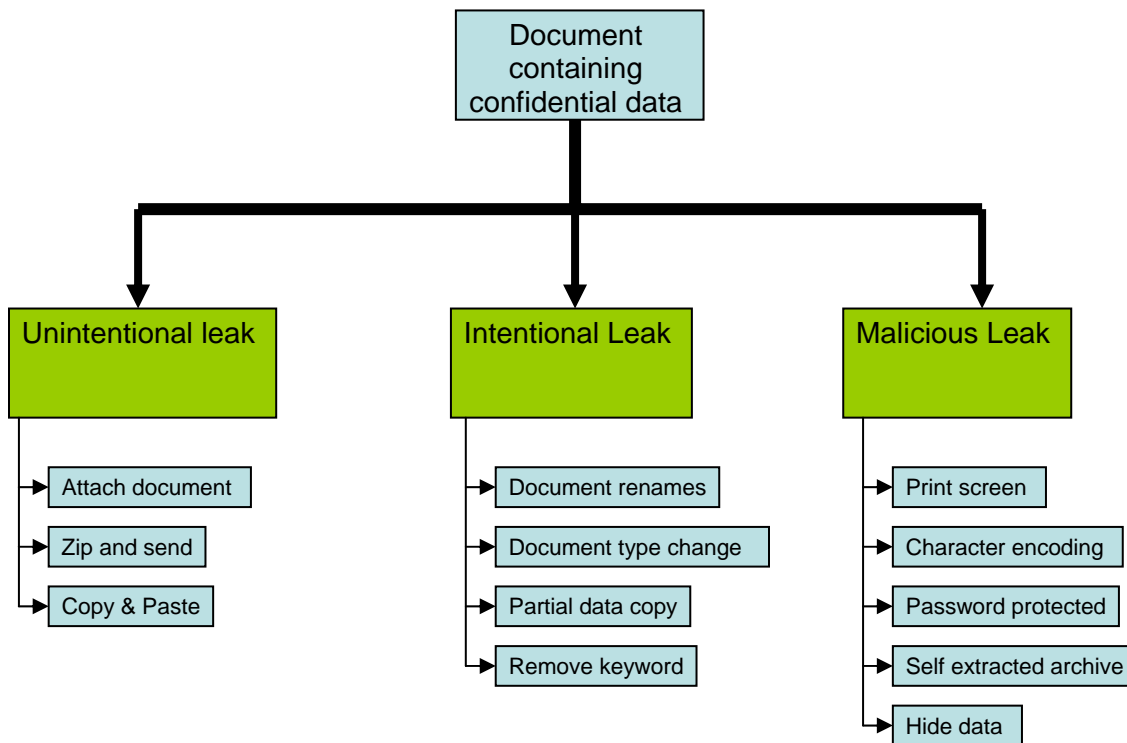 Document
containing
confidential data
Unintentional leak
Attach document
Zip and send
Copy & Paste
Intentional Leak
Document renames
Document type change
Partial data copy
Remove keyword
Malicious Leak
Print screen
Character encoding
Password protected
Self extracted archive
Hide data